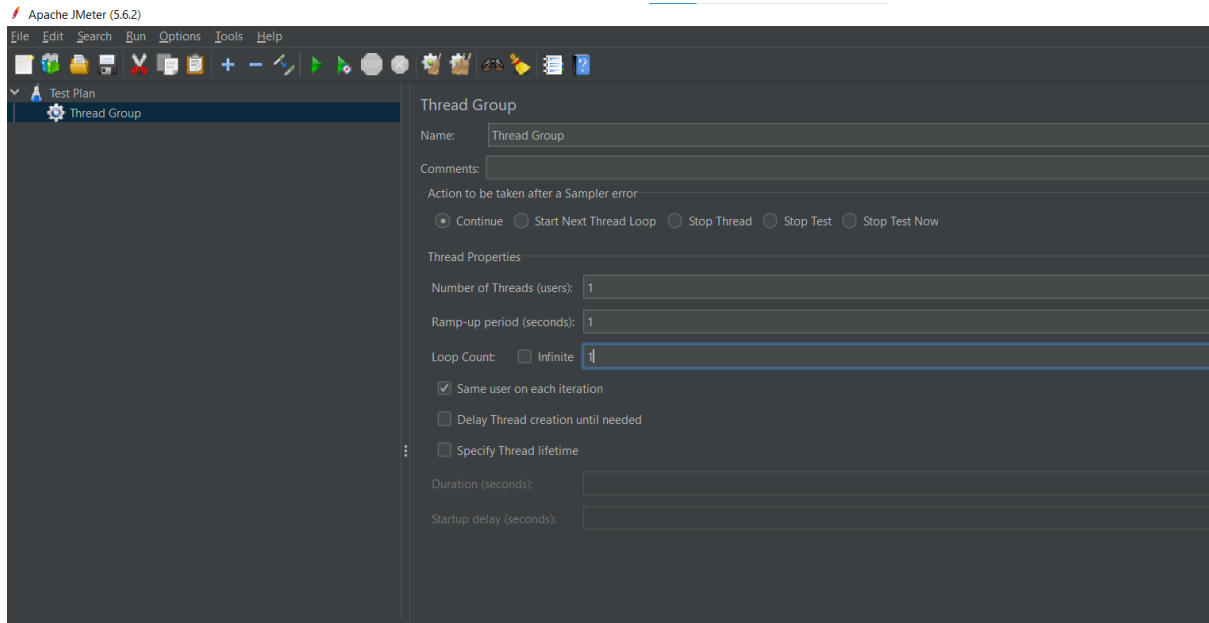 Apache JMeter (5.6.2)
File Edit Search Run Options Tools Help
Test Plan
Thread Group
Thread Group
Name: Thread Group
Comments:
Action to be taken after a Sampler error
Continue Start Next Thread Loop Stop Thread Stop Test Stop Test Now
Thread Properties
Number of Threads (users): 1
Ramp-up period (seconds): 1
Loop Count: Infinite 1
Same user on each iteration
Delay Thread creation until needed
Specify Thread lifetime
Duration (seconds):
Startup delay (seconds):